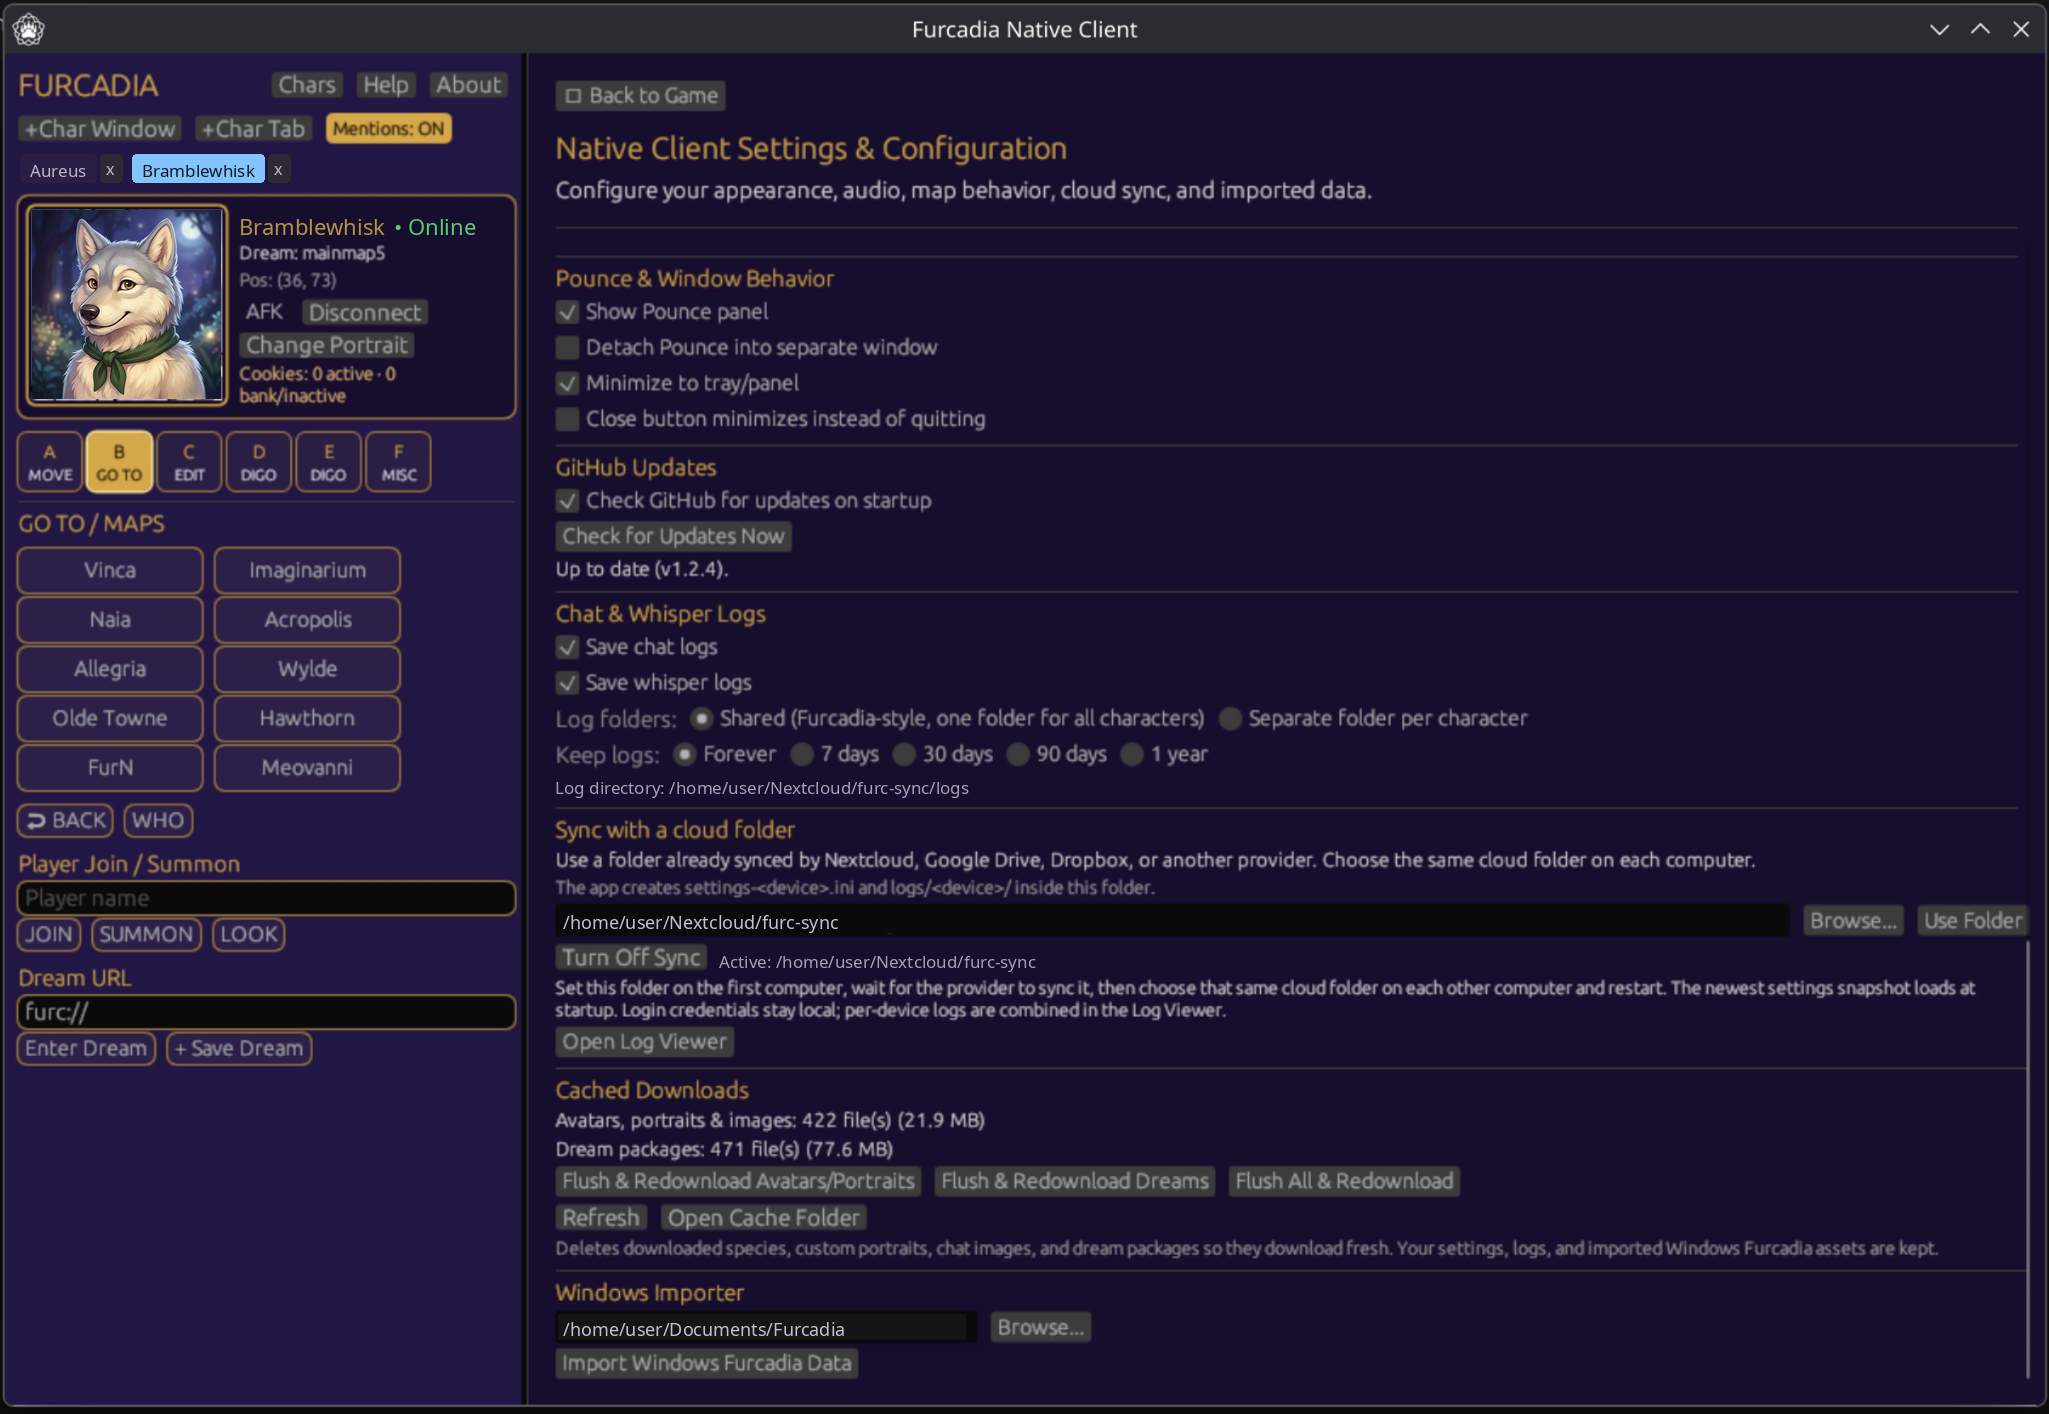 Furcadia Native Client
FURCADIA Chars Help About
+Char Window +Char Tab Mentions: ON
Aureus x Bramblewhisk x
Bramblewhisk • Online
Dream: mainmap5
Pos: (36, 73)
AFK Disconnect
Change Portrait
Cookies: 0 active · 0
bank/inactive
A B C D E F
MOVE GO TO EDIT DIGO DIGO MISC
GO TO / MAPS
Vinca Imaginarium
Naia Acropolis
Allegria Wylde
Olde Towne Hawthorn
FurN Meovanni
⮌ BACK WHO
Player Join / Summon
Player name
JOIN SUMMON LOOK
Dream URL
furc://
Enter Dream + Save Dream
□ Back to Game
Native Client Settings & Configuration
Configure your appearance, audio, map behavior, cloud sync, and imported data.
Pounce & Window Behavior
Show Pounce panel
Detach Pounce into separate window
Minimize to tray/panel
Close button minimizes instead of quitting
GitHub Updates
Check GitHub for updates on startup
Check for Updates Now
Up to date (v1.2.4).
Chat & Whisper Logs
Save chat logs
Save whisper logs
Log folders: Shared (Furcadia-style, one folder for all characters) Separate folder per character
Keep logs: Forever 7 days 30 days 90 days 1 year
Log directory: /home/user/Nextcloud/furc-sync/logs
Sync with a cloud folder
Use a folder already synced by Nextcloud, Google Drive, Dropbox, or another provider. Choose the same cloud folder on each computer.
The app creates settings-<device>.ini and logs/<device>/ inside this folder.
/home/user/Nextcloud/furc-sync Browse... Use Folder
Turn Off Sync Active: /home/user/Nextcloud/furc-sync
Set this folder on the first computer, wait for the provider to sync it, then choose that same cloud folder on each other computer and restart. The newest settings snapshot loads at
startup. Login credentials stay local; per-device logs are combined in the Log Viewer.
Open Log Viewer
Cached Downloads
Avatars, portraits & images: 422 file(s) (21.9 MB)
Dream packages: 471 file(s) (77.6 MB)
Flush & Redownload Avatars/Portraits Flush & Redownload Dreams Flush All & Redownload
Refresh Open Cache Folder
Deletes downloaded species, custom portraits, chat images, and dream packages so they download fresh. Your settings, logs, and imported Windows Furcadia assets are kept.
Windows Importer
/home/user/Documents/Furcadia Browse...
Import Windows Furcadia Data